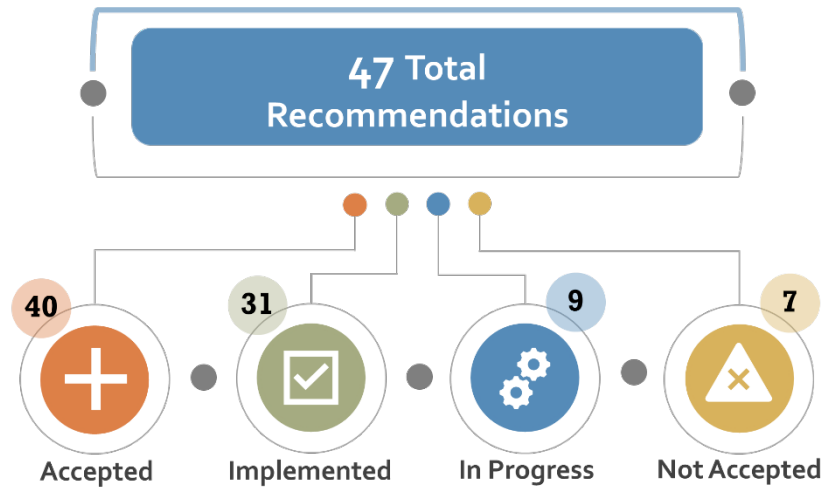 47 Total
Recommendations
40
31
9
7
Accepted
Implemented
In Progress
Not Accepted